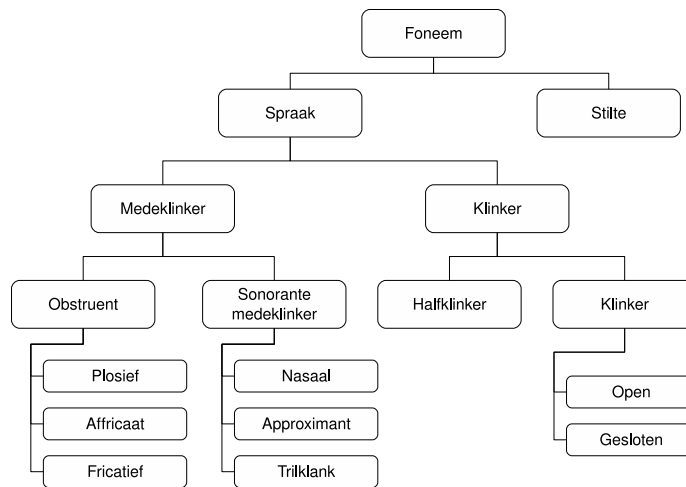 Foneem
Spraak
Stilte
Medeklinker
Klinker
Obstruent
Sonorante
medeklinker
Halfklinker
Klinker
Plosief
Nasaal
Open
Affricaat
Approximant
Gesloten
Fricatief
Trilklank